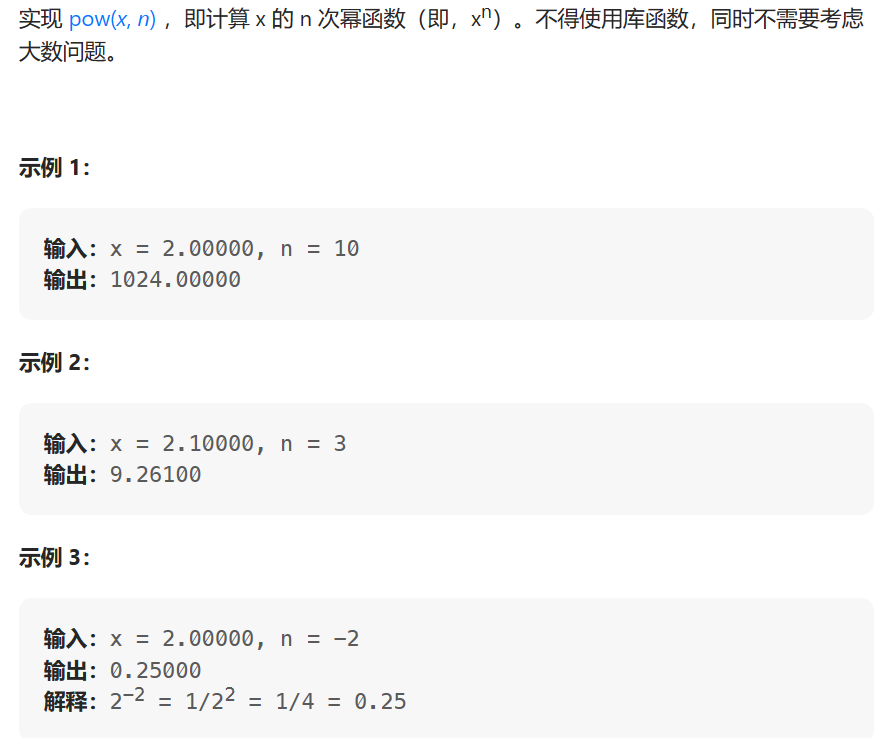 实现 pow(x, n) ，即计算 x 的 n 次幂函数（即，xⁿ）。不得使用库函数，同时不需要考虑
大数问题。
示例 1：
输入：x = 2.00000, n = 10
输出：1024.00000
示例 2：
输入：x = 2.10000, n = 3
输出：9.26100
示例 3：
输入：x = 2.00000, n = −2
输出：0.25000
解释：2⁻² = 1/2² = 1/4 = 0.25